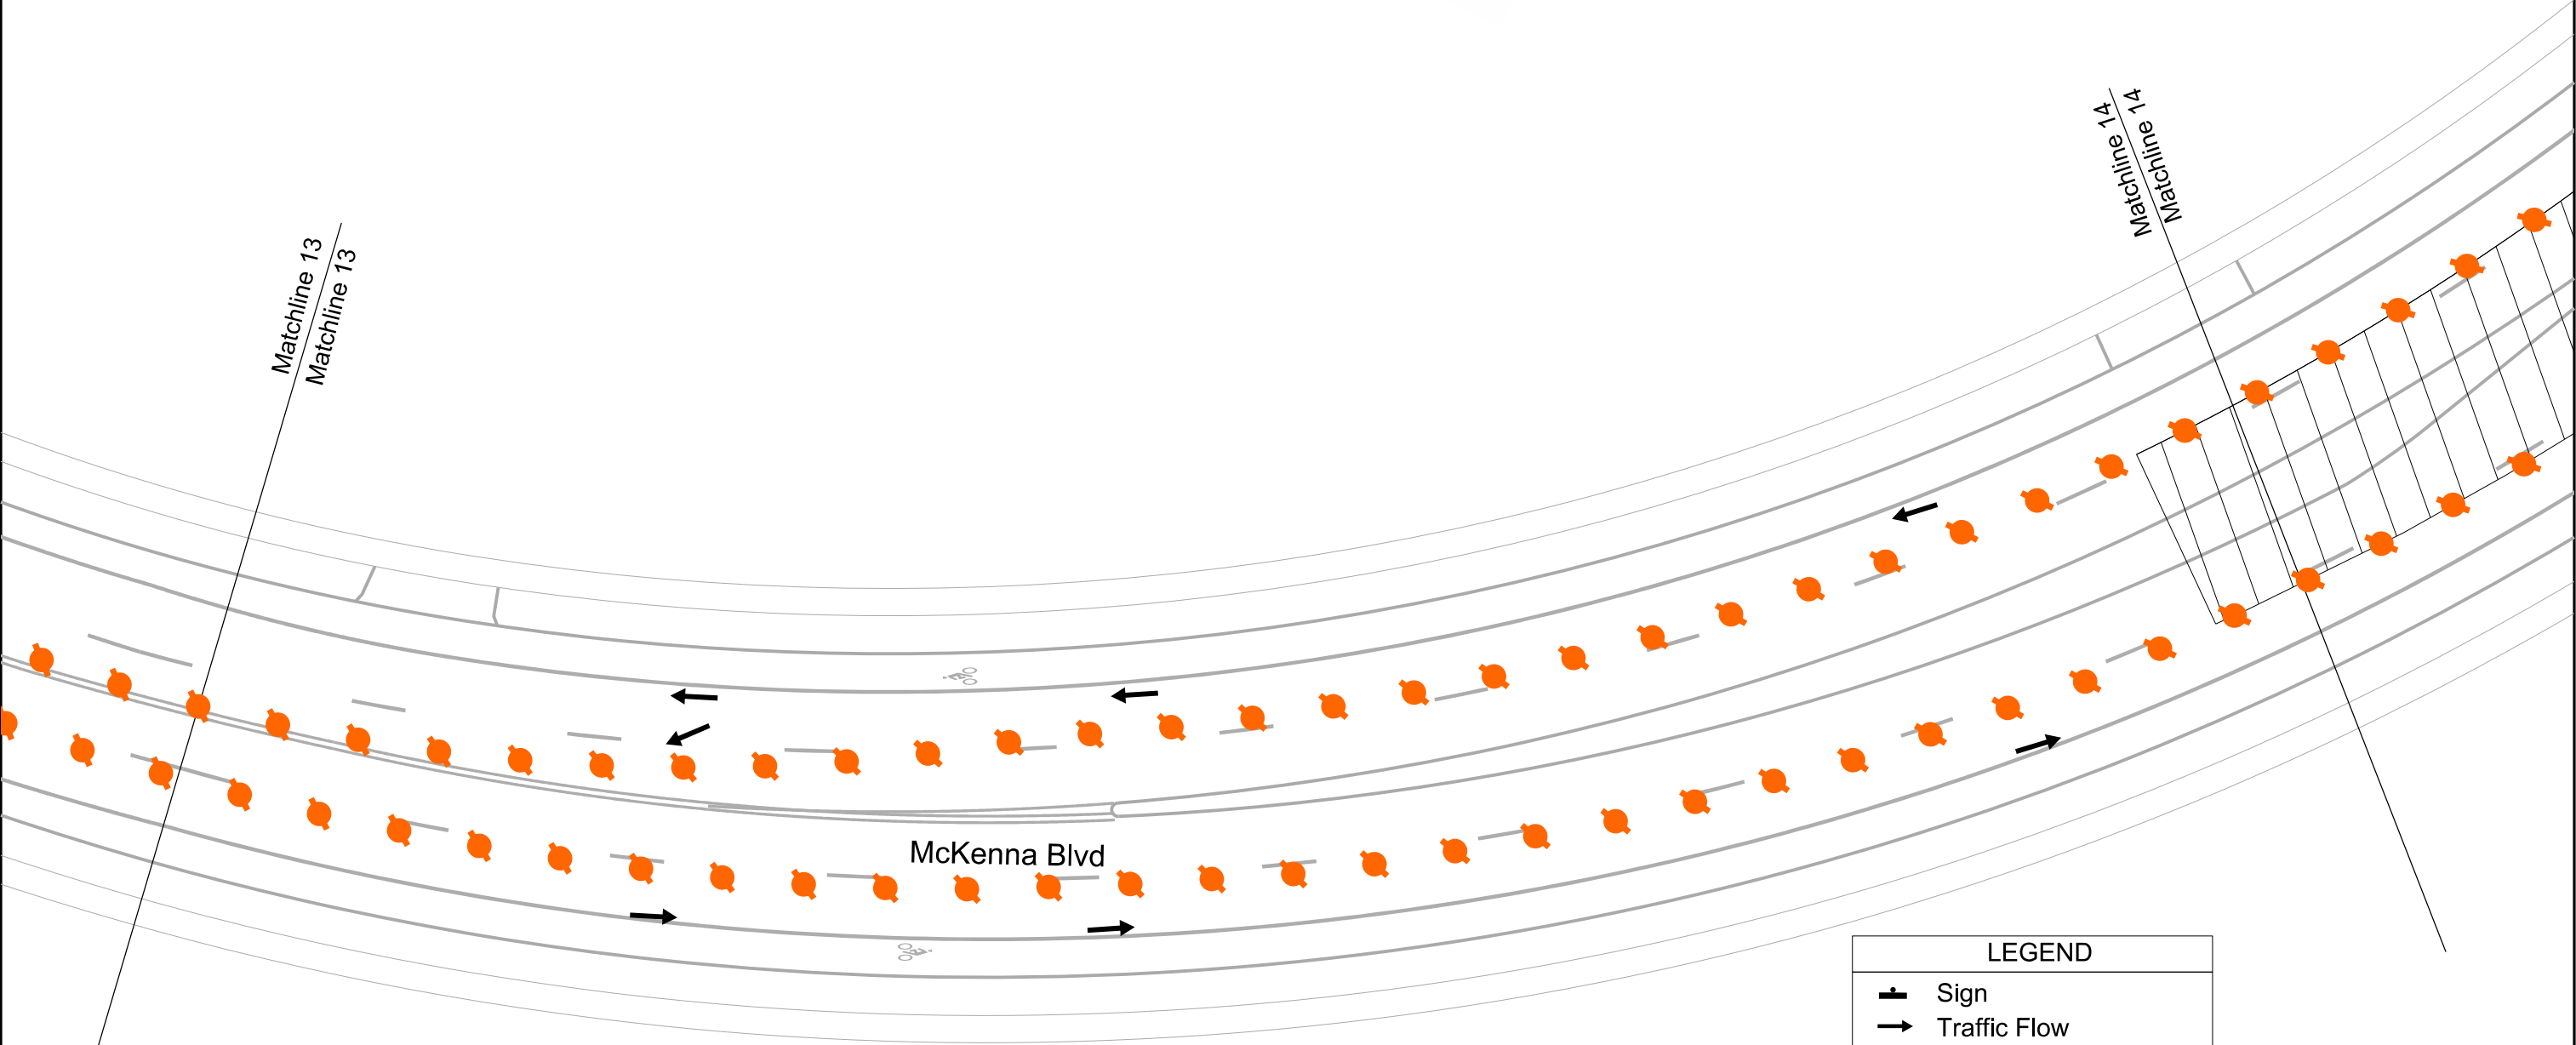 Matchline 13
Matchline 13
Matchline 14
Matchline 14
McKenna Blvd
LEGEND
Sign
Traffic Flow